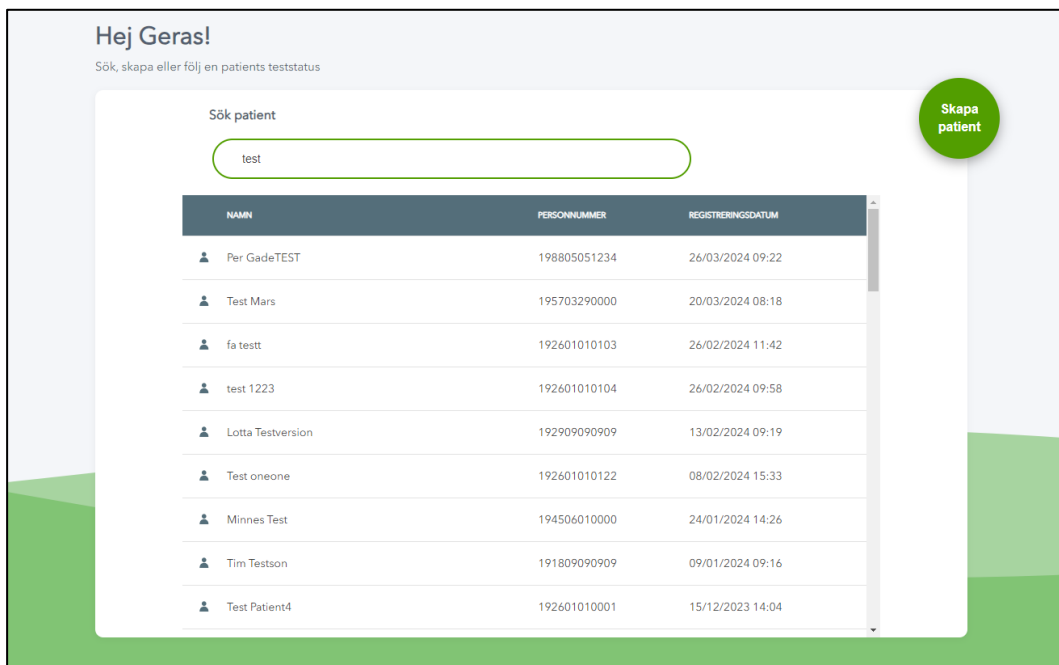 Hej Geras!
Sök, skapa eller följ en patients teststatus
Skapa
patient
Sök patient
test
NAMN PERSONNUMMER REGISTRERINGSDATUM
Per GadeTEST 198805051234 26/03/2024 09:22
Test Mars 195703290000 20/03/2024 08:18
fa testt 192601010103 26/02/2024 11:42
test 1223 192601010104 26/02/2024 09:58
Lotta Testversion 192909090909 13/02/2024 09:19
Test oneone 192601010122 08/02/2024 15:33
Minnes Test 194506010000 24/01/2024 14:26
Tim Testson 191809090909 09/01/2024 09:16
Test Patient4 192601010001 15/12/2023 14:04